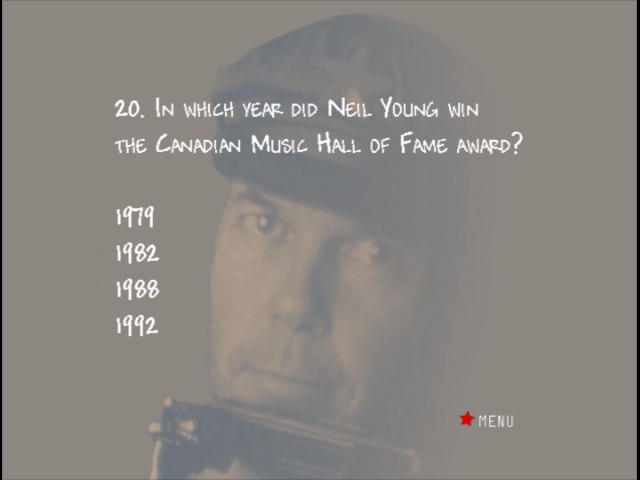 20. In which year did Neil Young win
the Canadian Music Hall of Fame award?
1979
1982
1988
1992
MENU